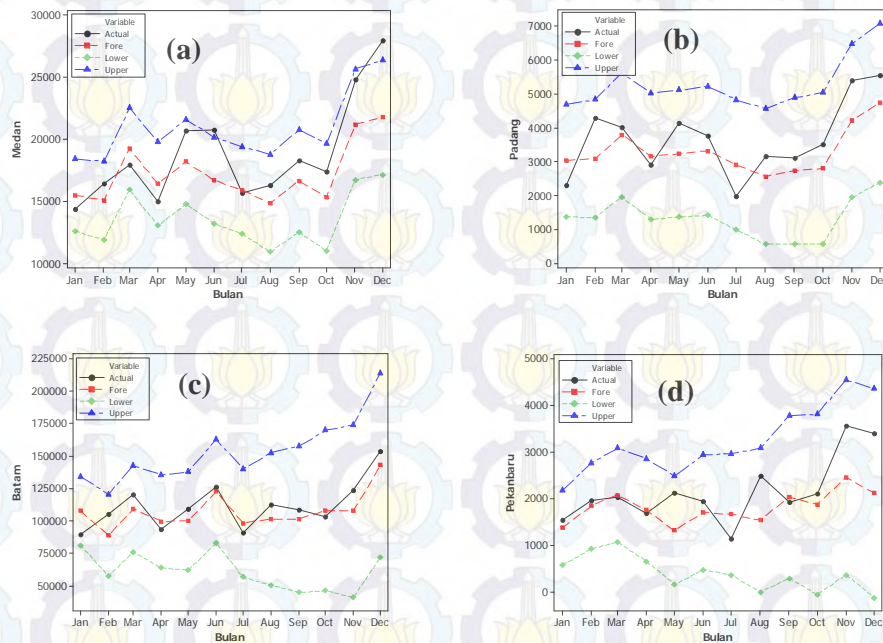 (a)
Variable
Actual
Fore
Lower
Upper
30000
25000
20000
15000
10000
Medan
Jan Feb Mar Apr May Jun Jul Aug Sep Oct Nov Dec
Bulan
(b)
Variable
Actual
Fore
Lower
Upper
7000
6000
5000
4000
3000
2000
1000
0
Padang
Jan Feb Mar Apr May Jun Jul Aug Sep Oct Nov Dec
Bulan
(c)
Variable
Actual
Fore
Lower
Upper
225000
200000
175000
150000
125000
100000
75000
50000
Batam
Jan Feb Mar Apr May Jun Jul Aug Sep Oct Nov Dec
Bulan
(d)
Variable
Actual
Fore
Lower
Upper
5000
4000
3000
2000
1000
0
Pekanbaru
Jan Feb Mar Apr May Jun Jul Aug Sep Oct Nov Dec
Bulan